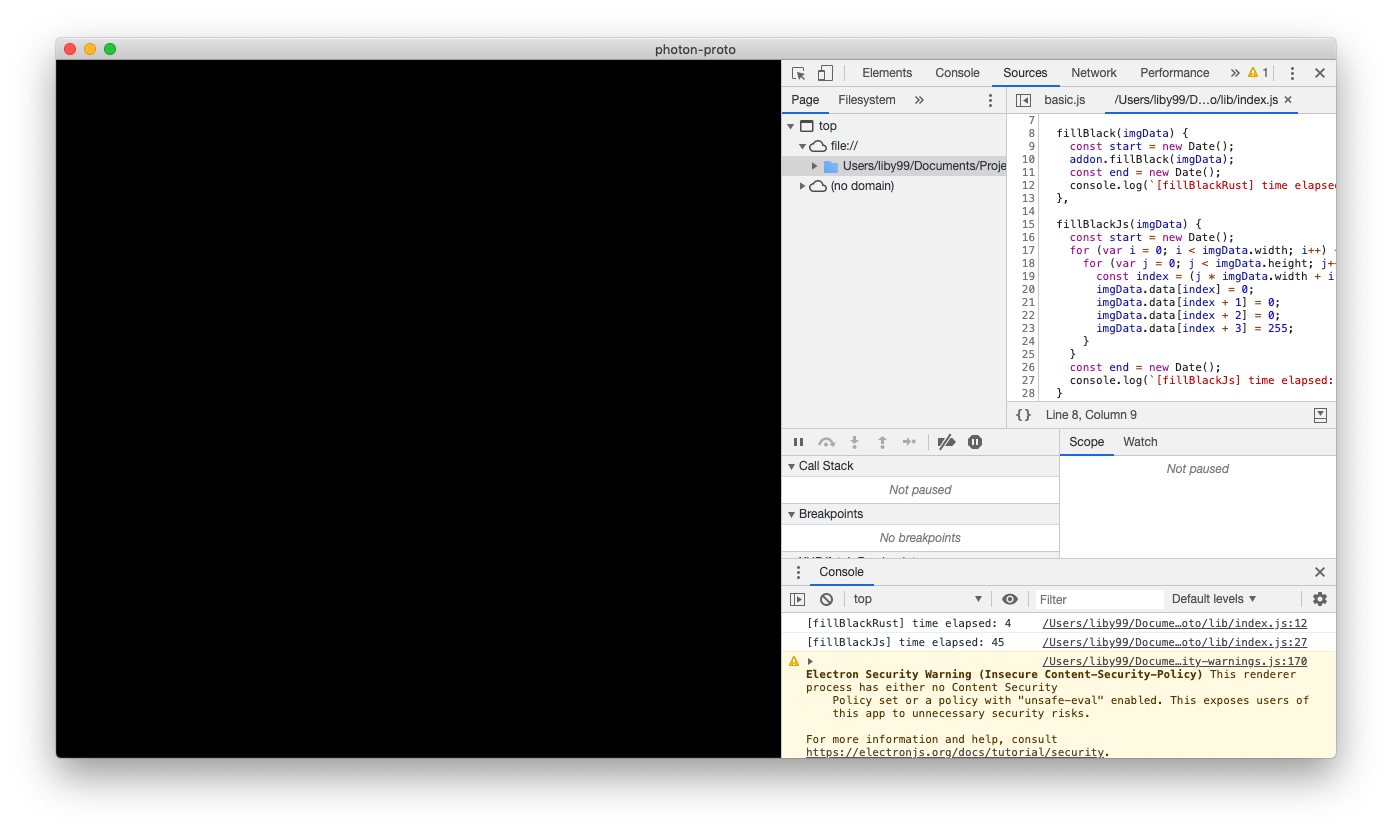 photon-proto
Elements Console Sources Network Performance » 1
Page Filesystem »
basic.js /Users/liby99/D…o/lib/index.js ×
top
file://
Users/liby99/Documents/Proje
(no domain)
7
8 fillBlack(imgData) {
9 const start = new Date();
10 addon.fillBlack(imgData);
11 const end = new Date();
12 console.log(`[fillBlackRust] time elapse
13 },
14
15 fillBlackJs(imgData) {
16 const start = new Date();
17 for (var i = 0; i < imgData.width; i++) {
18 for (var j = 0; j < imgData.height; j+
19 const index = (j * imgData.width + i
20 imgData.data[index] = 0;
21 imgData.data[index + 1] = 0;
22 imgData.data[index + 2] = 0;
23 imgData.data[index + 3] = 255;
24 }
25 }
26 const end = new Date();
27 console.log(`[fillBlackJs] time elapsed:
28 }
{} Line 8, Column 9
Call Stack
Not paused
Breakpoints
No breakpoints
Scope Watch
Not paused
Console
top Filter Default levels
[fillBlackRust] time elapsed: 4 /Users/liby99/Docume…oto/lib/index.js:12
[fillBlackJs] time elapsed: 45 /Users/liby99/Docume…oto/lib/index.js:27
/Users/liby99/Docume…ity-warnings.js:170
Electron Security Warning (Insecure Content-Security-Policy) This renderer
process has either no Content Security
Policy set or a policy with "unsafe-eval" enabled. This exposes users of
this app to unnecessary security risks.
For more information and help, consult
https://electronjs.org/docs/tutorial/security.